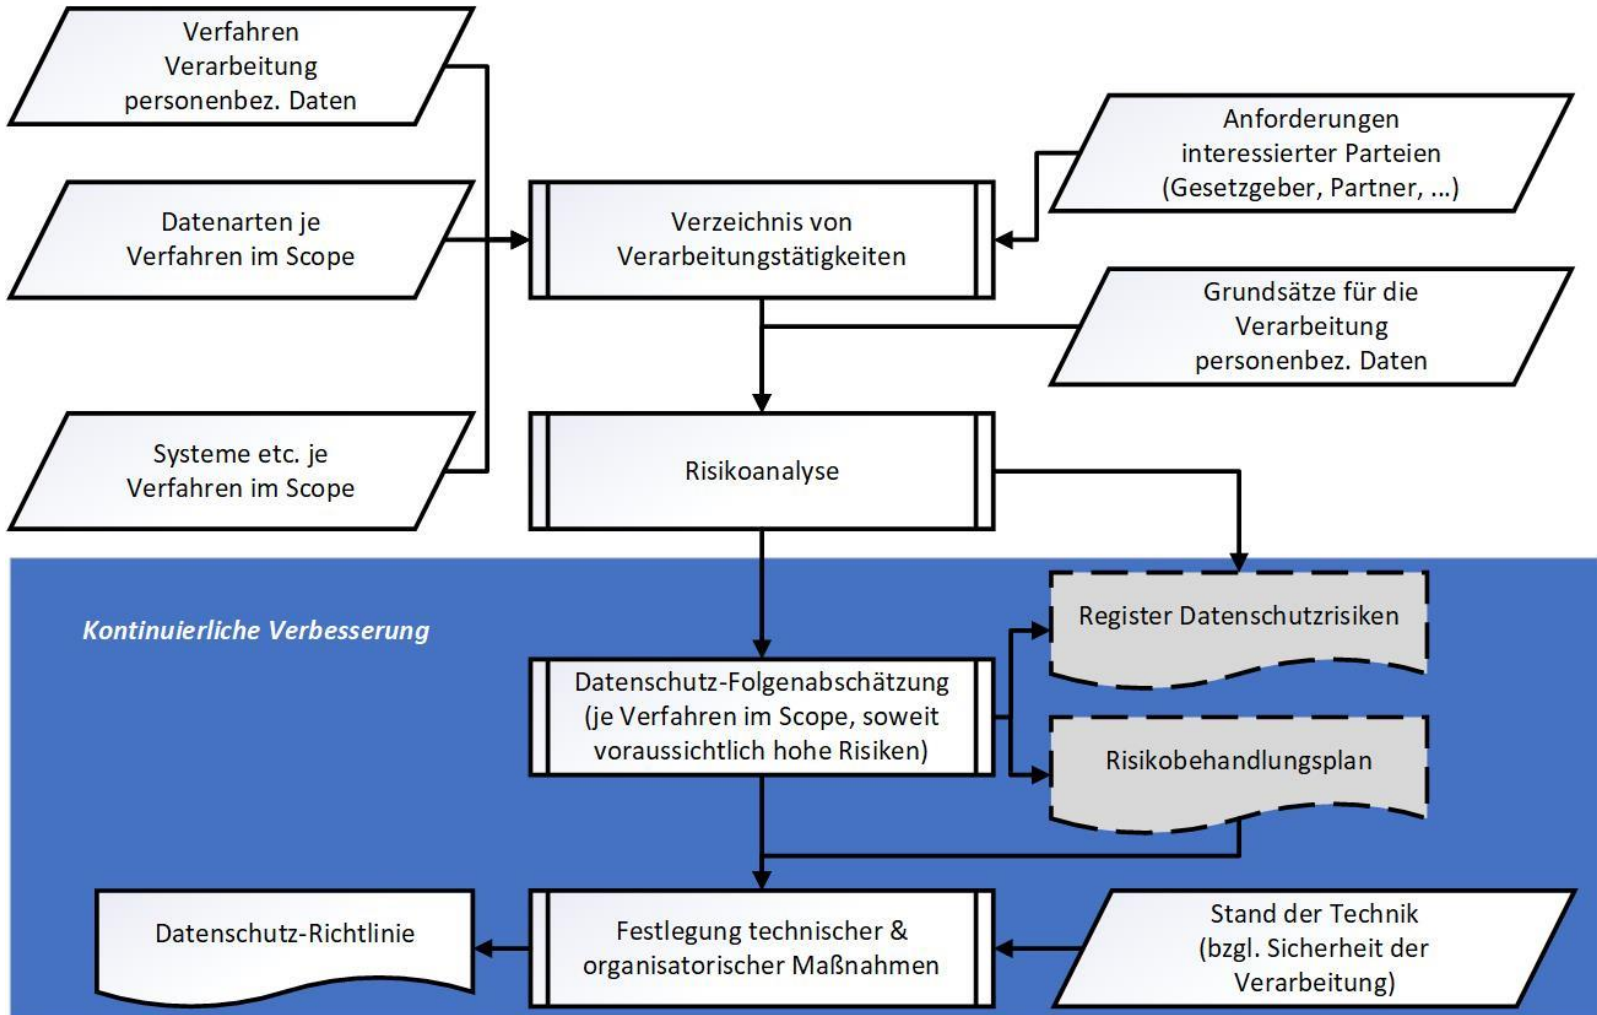 Verfahren
Verarbeitung
personenbez. Daten
Anforderungen
interessierter Parteien
(Gesetzgeber, Partner, ...)
Datenarten je
Verfahren im Scope
Verzeichnis von
Verarbeitungstätigkeiten
Grundsätze für die
Verarbeitung
personenbez. Daten
Systeme etc. je
Verfahren im Scope
Risikoanalyse
Kontinuierliche Verbesserung
Register Datenschutzrisiken
Datenschutz-Folgenabschätzung
(je Verfahren im Scope, soweit
voraussichtlich hohe Risiken)
Risikobehandlungsplan
Datenschutz-Richtlinie
Festlegung technischer &
organisatorischer Maßnahmen
Stand der Technik
(bzgl. Sicherheit der
Verarbeitung)